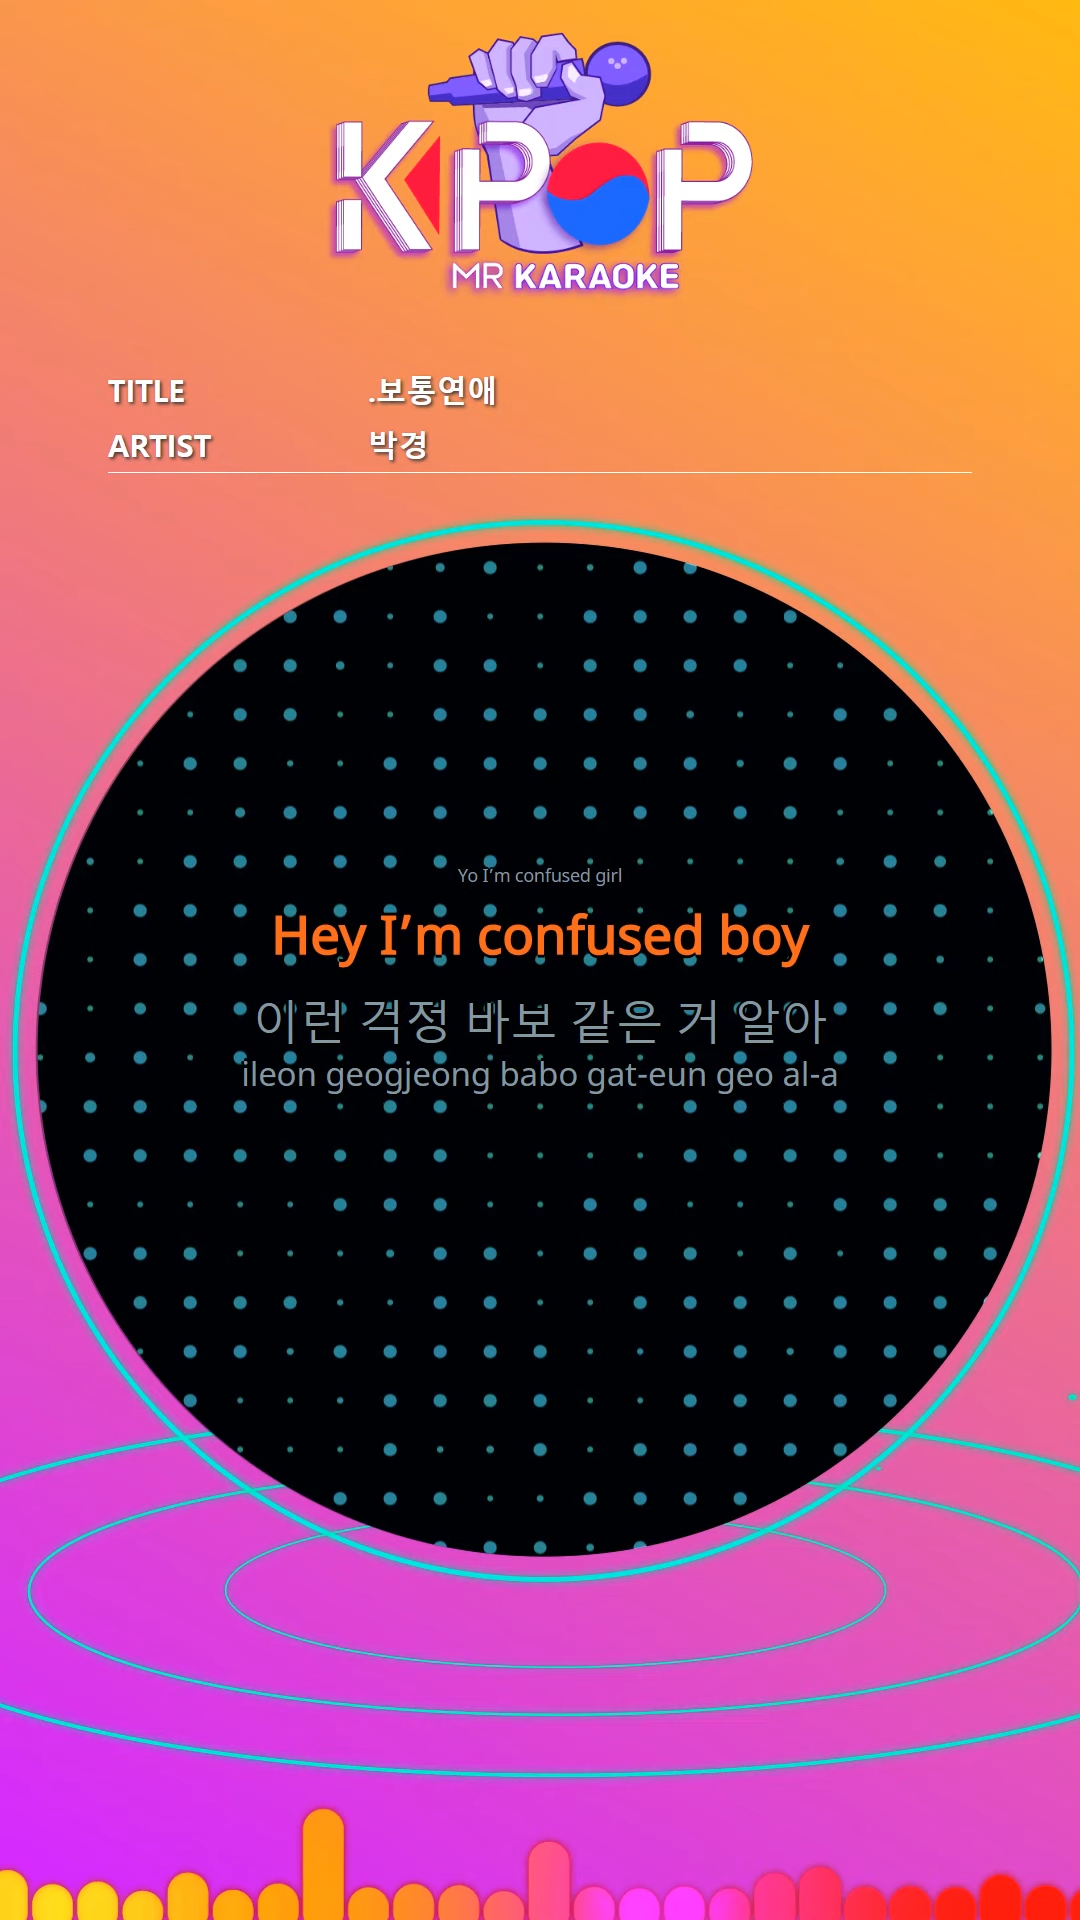 KPOP
MR KARAOKE
TITLE .보통연애
ARTIST 박경
Yo I’m confused girl
Hey I’m confused boy
이런 걱정 바보 같은 거 알아
ileon geogjeong babo gat-eun geo al-a